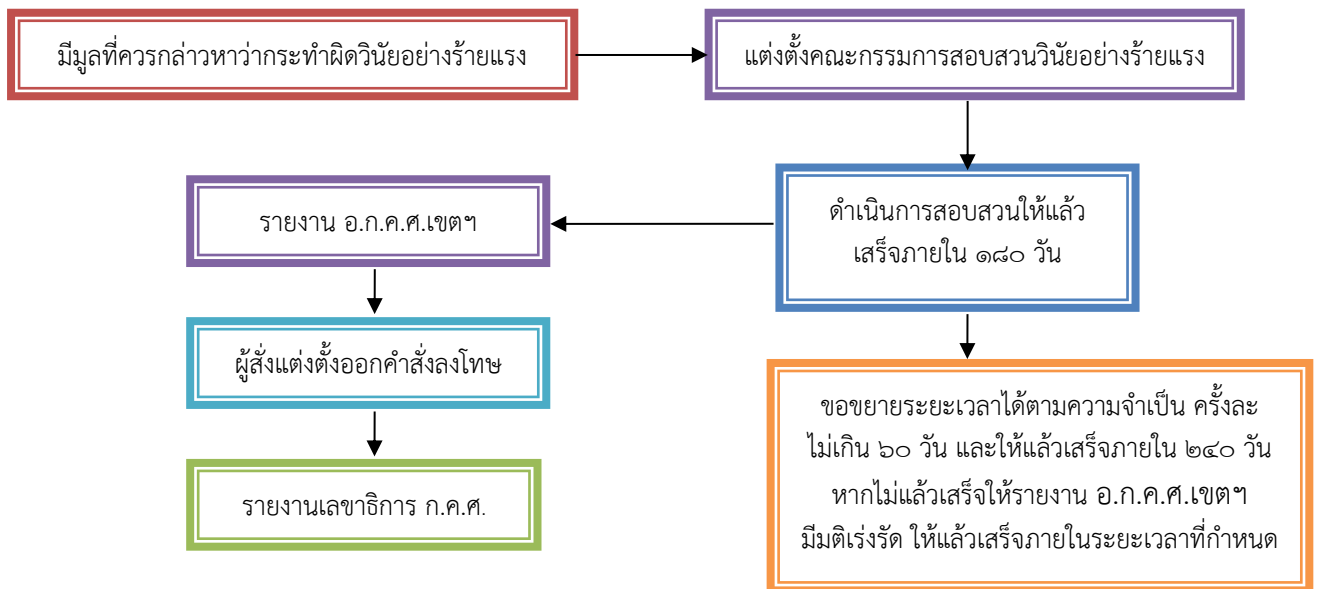 มีมูลที่ควรกล่าวหาว่ากระทำผิดวินัยอย่างร้ายแรง
แต่งตั้งคณะกรรมการสอบสวนวินัยอย่างร้ายแรง
ดำเนินการสอบสวนให้แล้ว
เสร็จภายใน ๑๘๐ วัน
รายงาน อ.ก.ค.ศ.เขตฯ
ผู้สั่งแต่งตั้งออกคำสั่งลงโทษ
รายงานเลขาธิการ ก.ค.ศ.
ขอขยายระยะเวลาได้ตามความจำเป็น ครั้งละ
ไม่เกิน ๖๐ วัน และให้แล้วเสร็จภายใน ๒๔๐ วัน
หากไม่แล้วเสร็จให้รายงาน อ.ก.ค.ศ.เขตฯ
มีมติเร่งรัด ให้แล้วเสร็จภายในระยะเวลาที่กำหนด